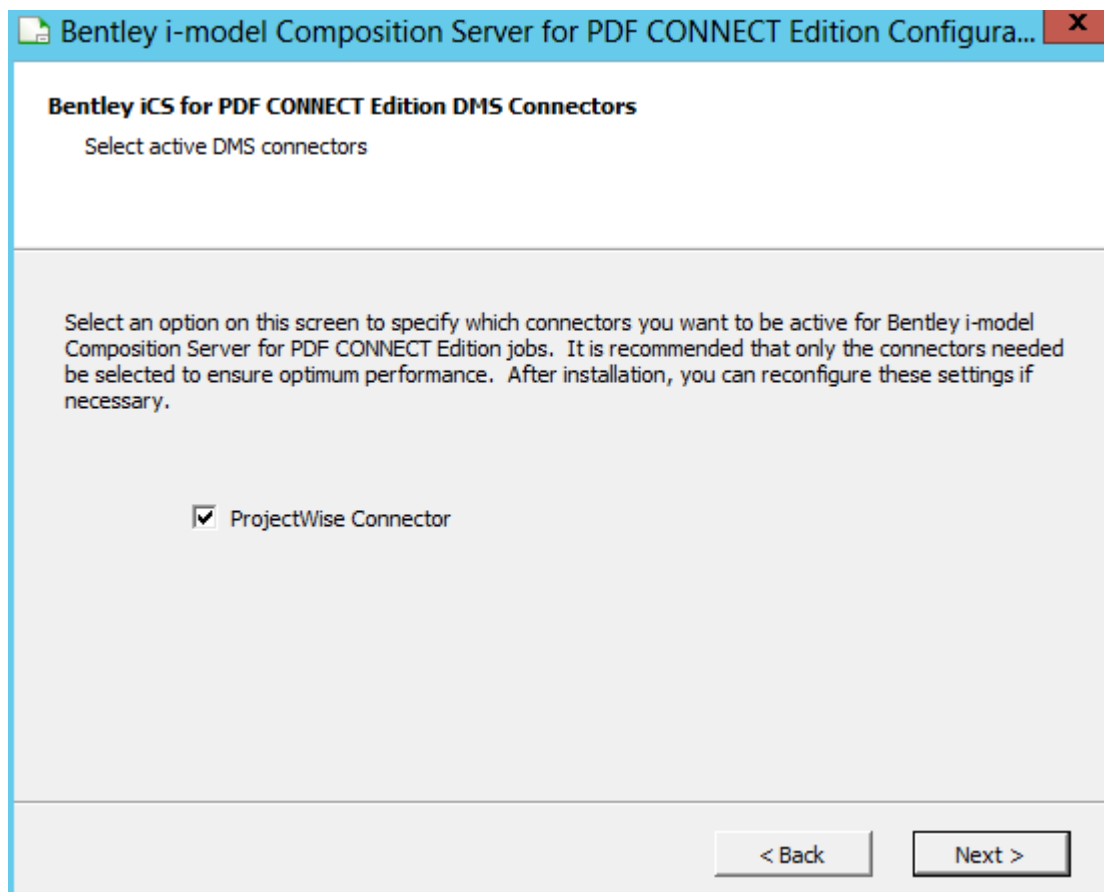 Bentley i-model Composition Server for PDF CONNECT Edition Configura... X
Bentley iCS for PDF CONNECT Edition DMS Connectors
Select active DMS connectors
Select an option on this screen to specify which connectors you want to be active for Bentley i-model
Composition Server for PDF CONNECT Edition jobs.  It is recommended that only the connectors needed
be selected to ensure optimum performance.  After installation, you can reconfigure these settings if
necessary.
ProjectWise Connector
< Back Next >